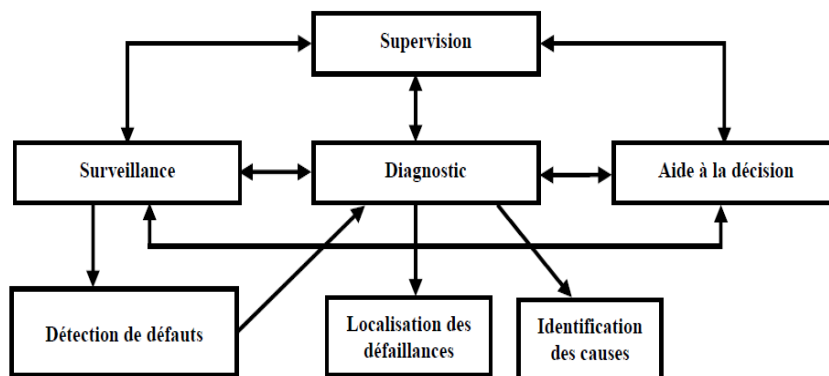 Supervision
Surveillance
Diagnostic
Aide à la décision
Détection de défauts
Localisation des
défaillances
Identification
des causes